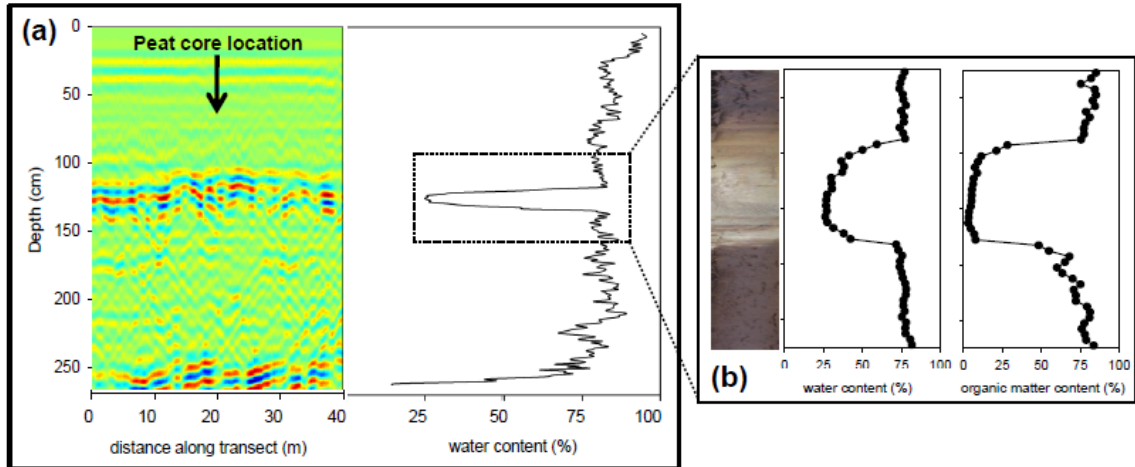 (a)
Peat core location
0
50
100
150
200
250
Depth (cm)
0 10 20 30 40
distance along transect (m)
25 50 75 100
water content (%)
(b)
0 25 50 75 100
water content (%)
0 25 50 75 100
organic matter content (%)